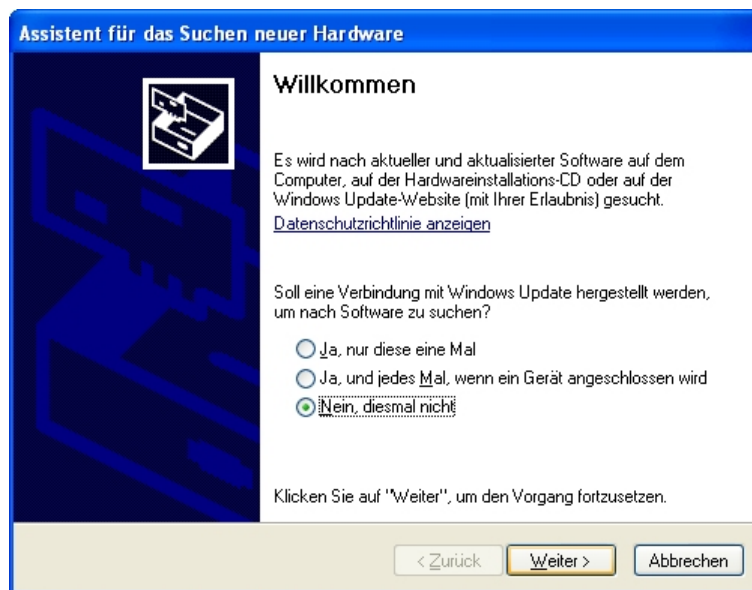 Assistent für das Suchen neuer Hardware
Willkommen
Es wird nach aktueller und aktualisierter Software auf dem
Computer, auf der Hardwareinstallations-CD oder auf der
Windows Update-Website (mit Ihrer Erlaubnis) gesucht.
Datenschutzrichtlinie anzeigen
Soll eine Verbindung mit Windows Update hergestellt werden,
um nach Software zu suchen?
Ja, nur diese eine Mal
Ja, und jedes Mal, wenn ein Gerät angeschlossen wird
Nein, diesmal nicht
Klicken Sie auf "Weiter", um den Vorgang fortzusetzen.
< Zurück Weiter > Abbrechen